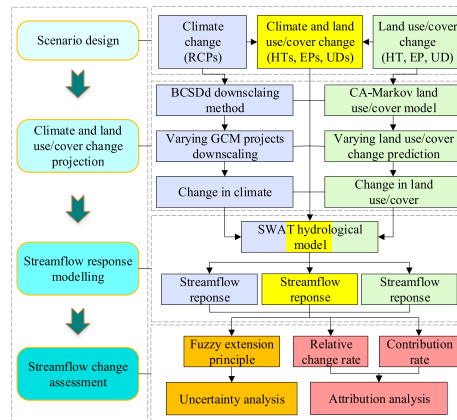 Scenario design
Climate
change
(RCPs)
Climate and land
use/cover change
(HTs, EPs, UDs)
Land use/cover
change
(HT, EP, UD)
Climate and land
use/cover change
projection
BCSDd downsclaing
method
CA-Markov land
use/cover model
Varying GCM projects
downscaling
Varying land use/cover
change prediction
Change in climate
Change in land
use/cover
Streamflow response
modelling
SWAT hydrological
model
Streamflow
reponse
Streamflow
reponse
Streamflow
reponse
Streamflow change
assessment
Fuzzy extension
principle
Relative
change rate
Contribution
rate
Uncertainty analysis
Attribution analysis